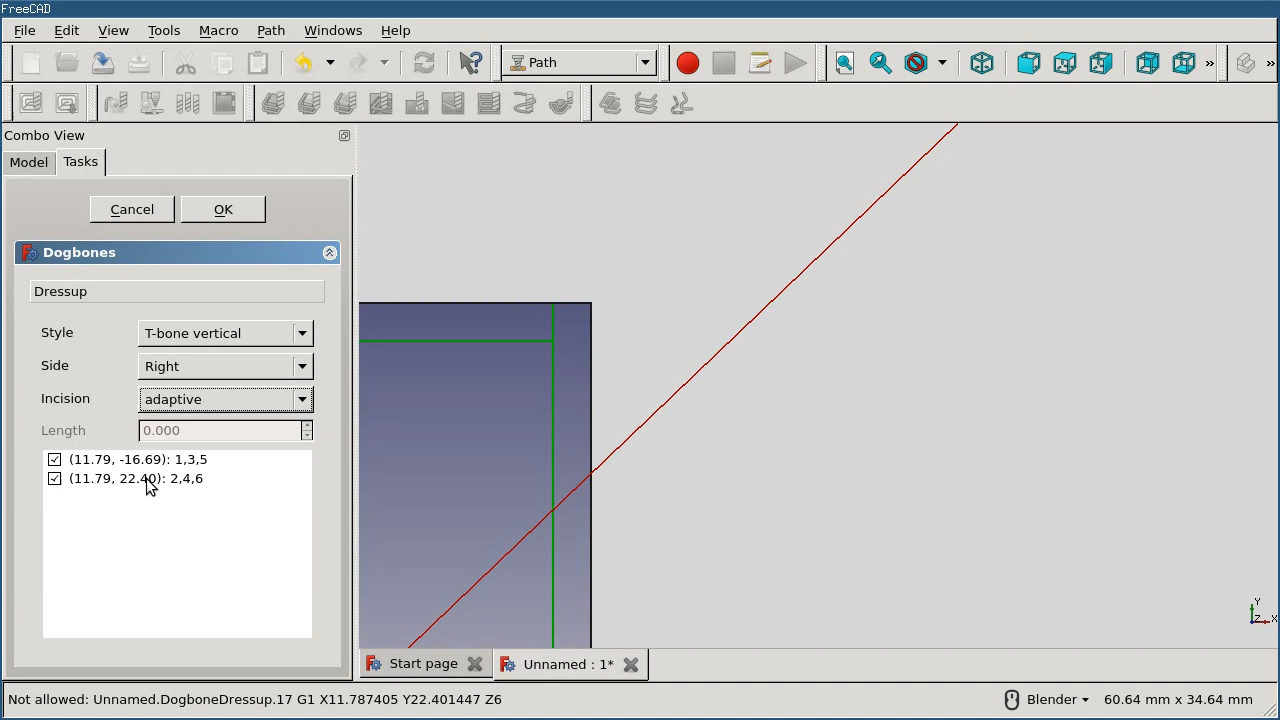 FreeCAD
File Edit View Tools Macro Path Windows Help
Path
» »
Combo View
Model Tasks
Cancel OK
Dogbones
Dressup
Style T-bone vertical
Side Right
Incision adaptive
Length 0.000
(11.79, -16.69): 1,3,5
(11.79, 22.40): 2,4,6
Y
Z X
Start page Unnamed : 1*
Not allowed: Unnamed.DogboneDressup.17 G1 X11.787405 Y22.401447 Z6 Blender 60.64 mm x 34.64 mm